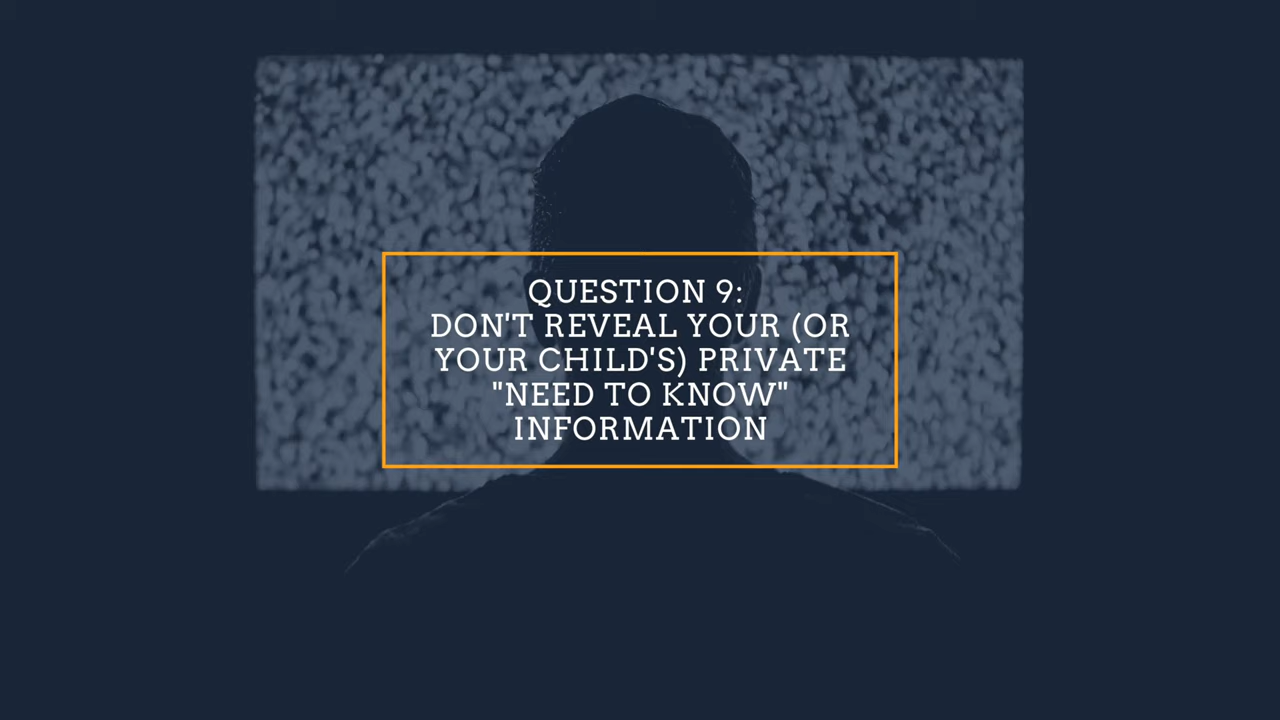 QUESTION 9:
DON'T REVEAL YOUR (OR
YOUR CHILD'S) PRIVATE
"NEED TO KNOW"
INFORMATION